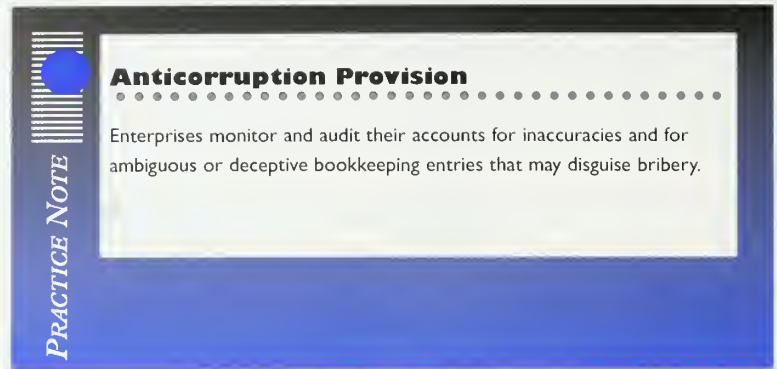 Anticorruption Provision
Enterprises monitor and audit their accounts for inaccuracies and for
ambiguous or deceptive bookkeeping entries that may disguise bribery.
PRACTICE NOTE